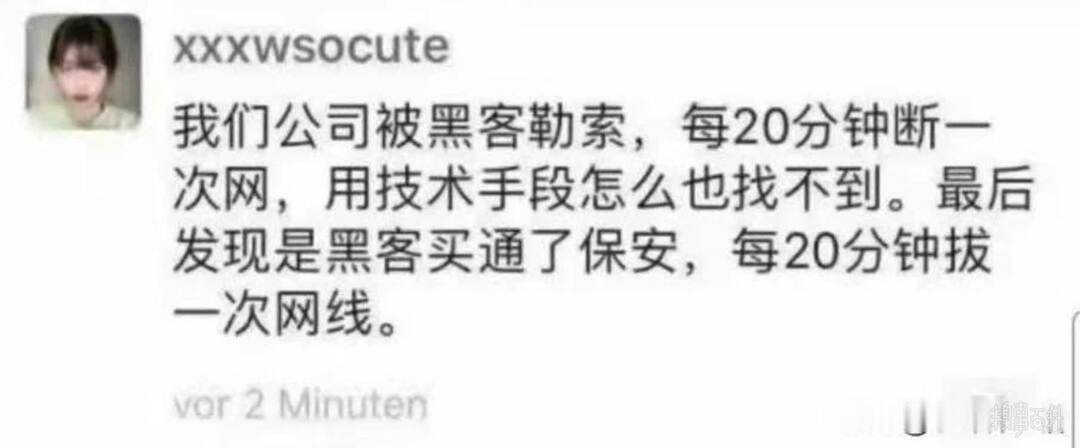 xxxwsocute
我们公司被黑客勒索，每20分钟断一
次网，用技术手段怎么也找不到。最后
发现是黑客买通了保安，每20分钟拔
一次网线。
vor 2 Minuten